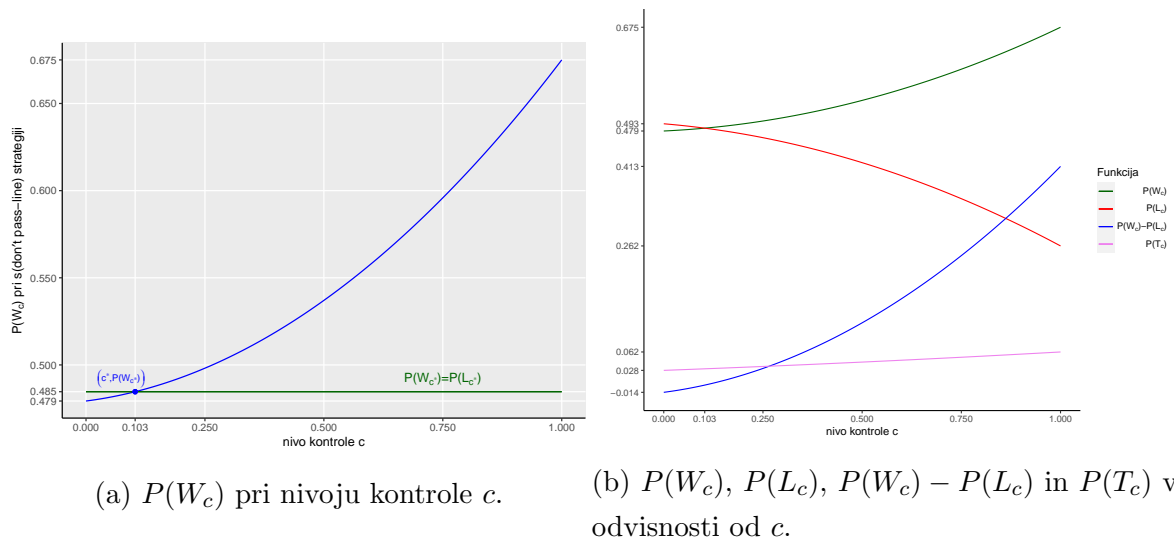 P(W_c) pri s(don't pass−line) strategiji
0.675
0.650
0.600
0.550
0.500
0.485
0.479
(c*,P(W_c*))
P(W_c*)=P(L_c*)
0.000 0.103 0.250 0.500 0.750 1.000
nivo kontrole c
(a) P(W_c) pri nivoju kontrole c.
0.675
0.493
0.479
0.413
0.262
0.062
0.028
−0.014
0.000 0.103 0.250 0.500 0.750 1.000
nivo kontrole c
Funkcija
P(W_c)
P(L_c)
P(W_c)−P(L_c)
P(T_c)
(b) P(W_c), P(L_c), P(W_c) − P(L_c) in P(T_c) v
odvisnosti od c.